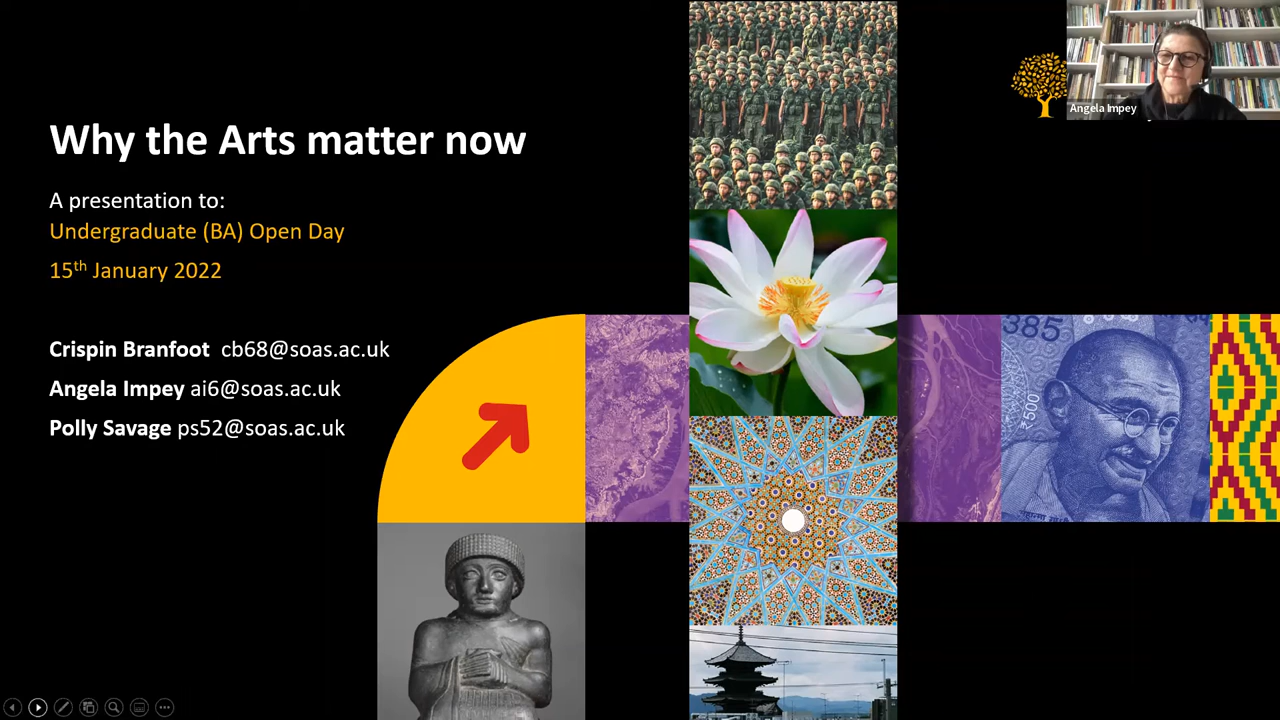 Why the Arts matter now
A presentation to:
Undergraduate (BA) Open Day
15th January 2022
Crispin Branfoot cb68@soas.ac.uk
Angela Impey ai6@soas.ac.uk
Polly Savage ps52@soas.ac.uk
Angela Impey
385
500